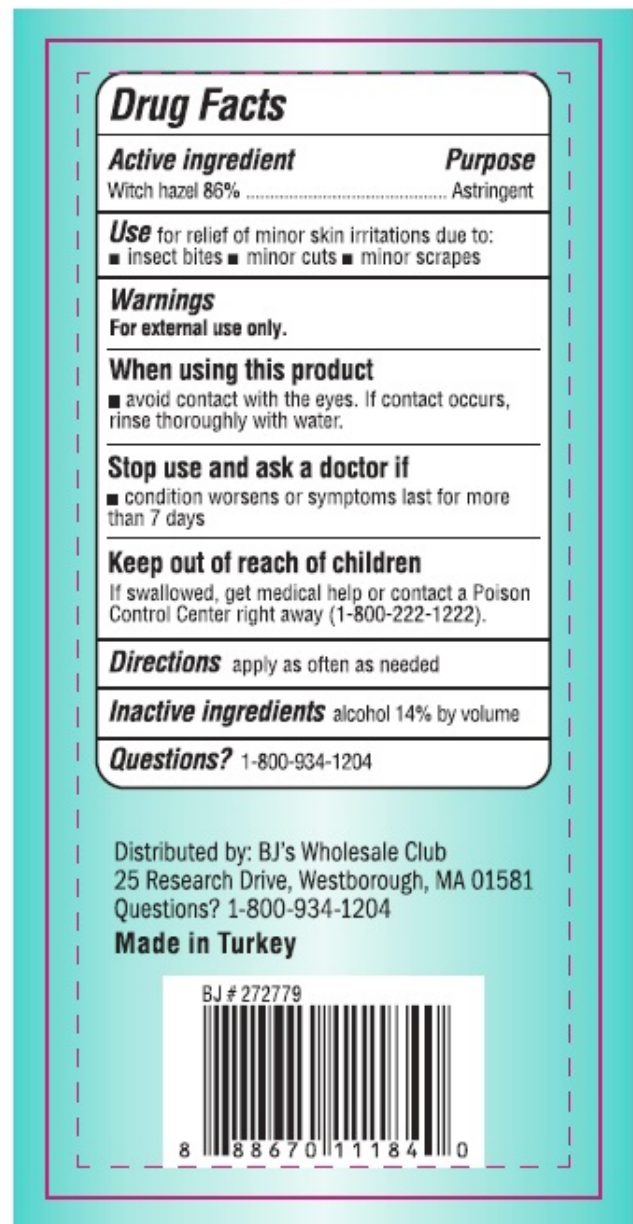 Drug Facts
Active ingredient Purpose
Witch hazel 86% ........................................ Astringent
Use for relief of minor skin irritations due to:
■ insect bites ■ minor cuts ■ minor scrapes
Warnings
For external use only.
When using this product
■ avoid contact with the eyes. If contact occurs,
rinse thoroughly with water.
Stop use and ask a doctor if
■ condition worsens or symptoms last for more
than 7 days
Keep out of reach of children
If swallowed, get medical help or contact a Poison
Control Center right away (1-800-222-1222).
Directions apply as often as needed
Inactive ingredients alcohol 14% by volume
Questions? 1-800-934-1204
Distributed by: BJ's Wholesale Club
25 Research Drive, Westborough, MA 01581
Questions? 1-800-934-1204
Made in Turkey
BJ # 272779
8 88670 11184 0